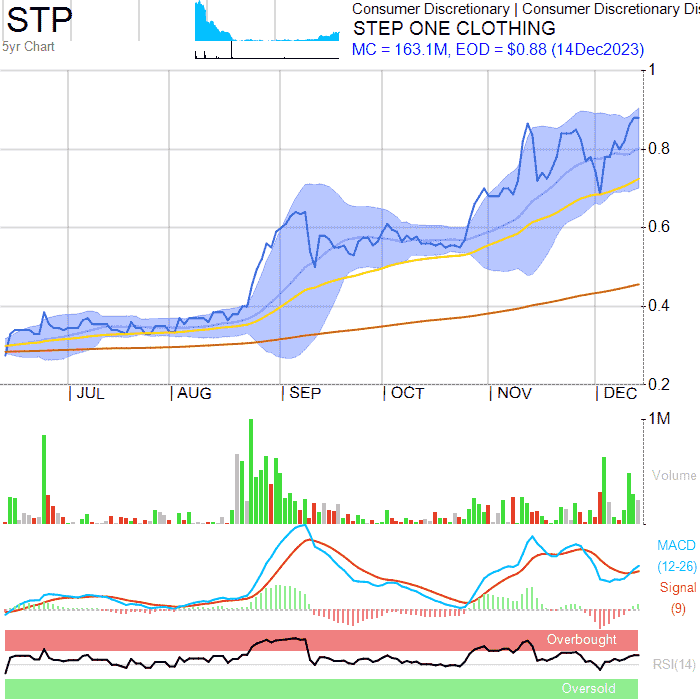 STP
5yr Chart
Consumer Discretionary | Consumer Discretionary Dis
STEP ONE CLOTHING
MC = 163.1M, EOD = $0.88 (14Dec2023)
1
0.8
0.6
0.4
0.2
JUL AUG SEP OCT NOV DEC
1M
Volume
MACD
(12-26)
Signal
(9)
Overbought
RSI(14)
Oversold